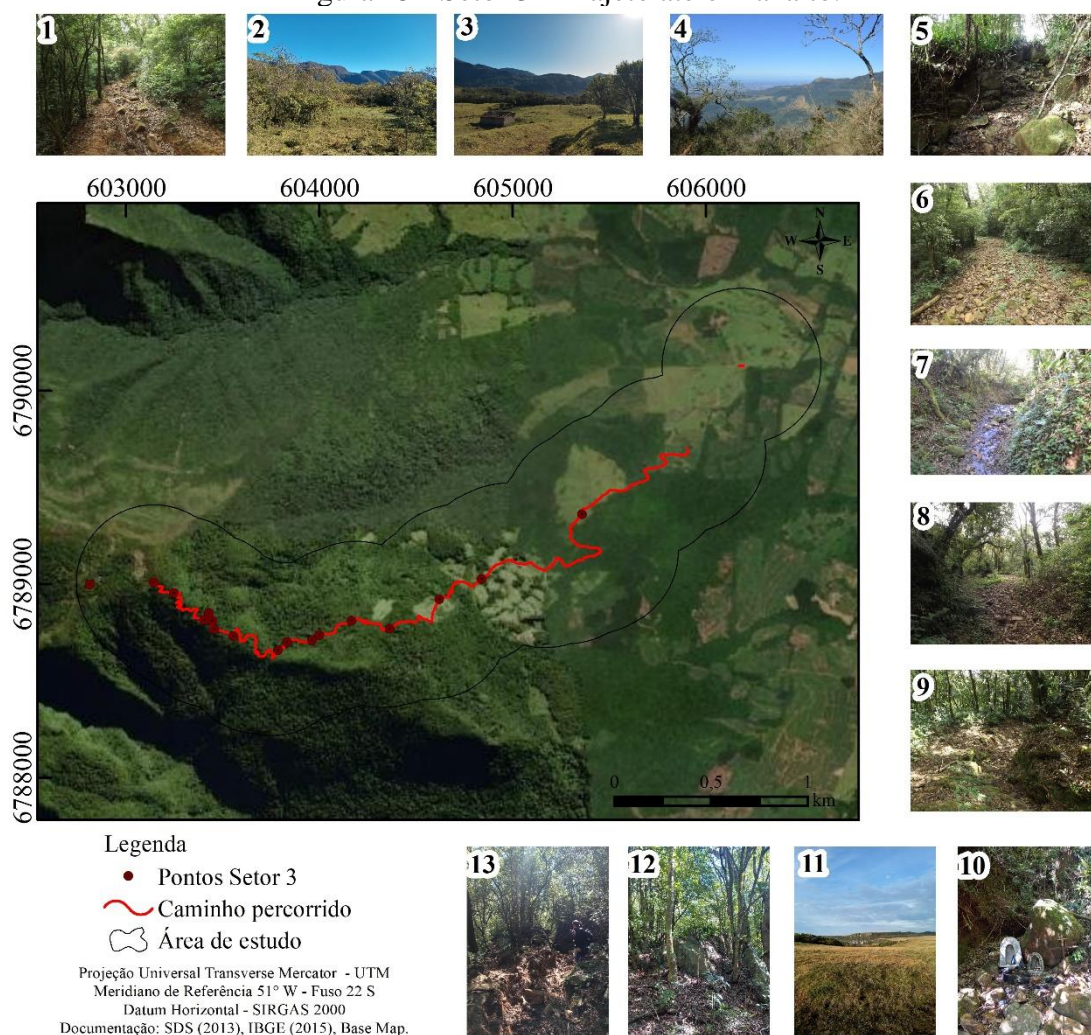 Figura Setor
1
2
3
4
5
603000
604000
605000
606000
N
W E
S
6
6790000
7
6789000
8
9
6788000
0 0,5 1
km
Legenda
Pontos Setor 3
Caminho percorrido
Área de estudo
Projeção Universal Transverse Mercator - UTM
Meridiano de Referência 51° W - Fuso 22 S
Datum Horizontal - SIRGAS 2000
Documentação: SDS (2013), IBGE (2015), Base Map.
13
12
11
10